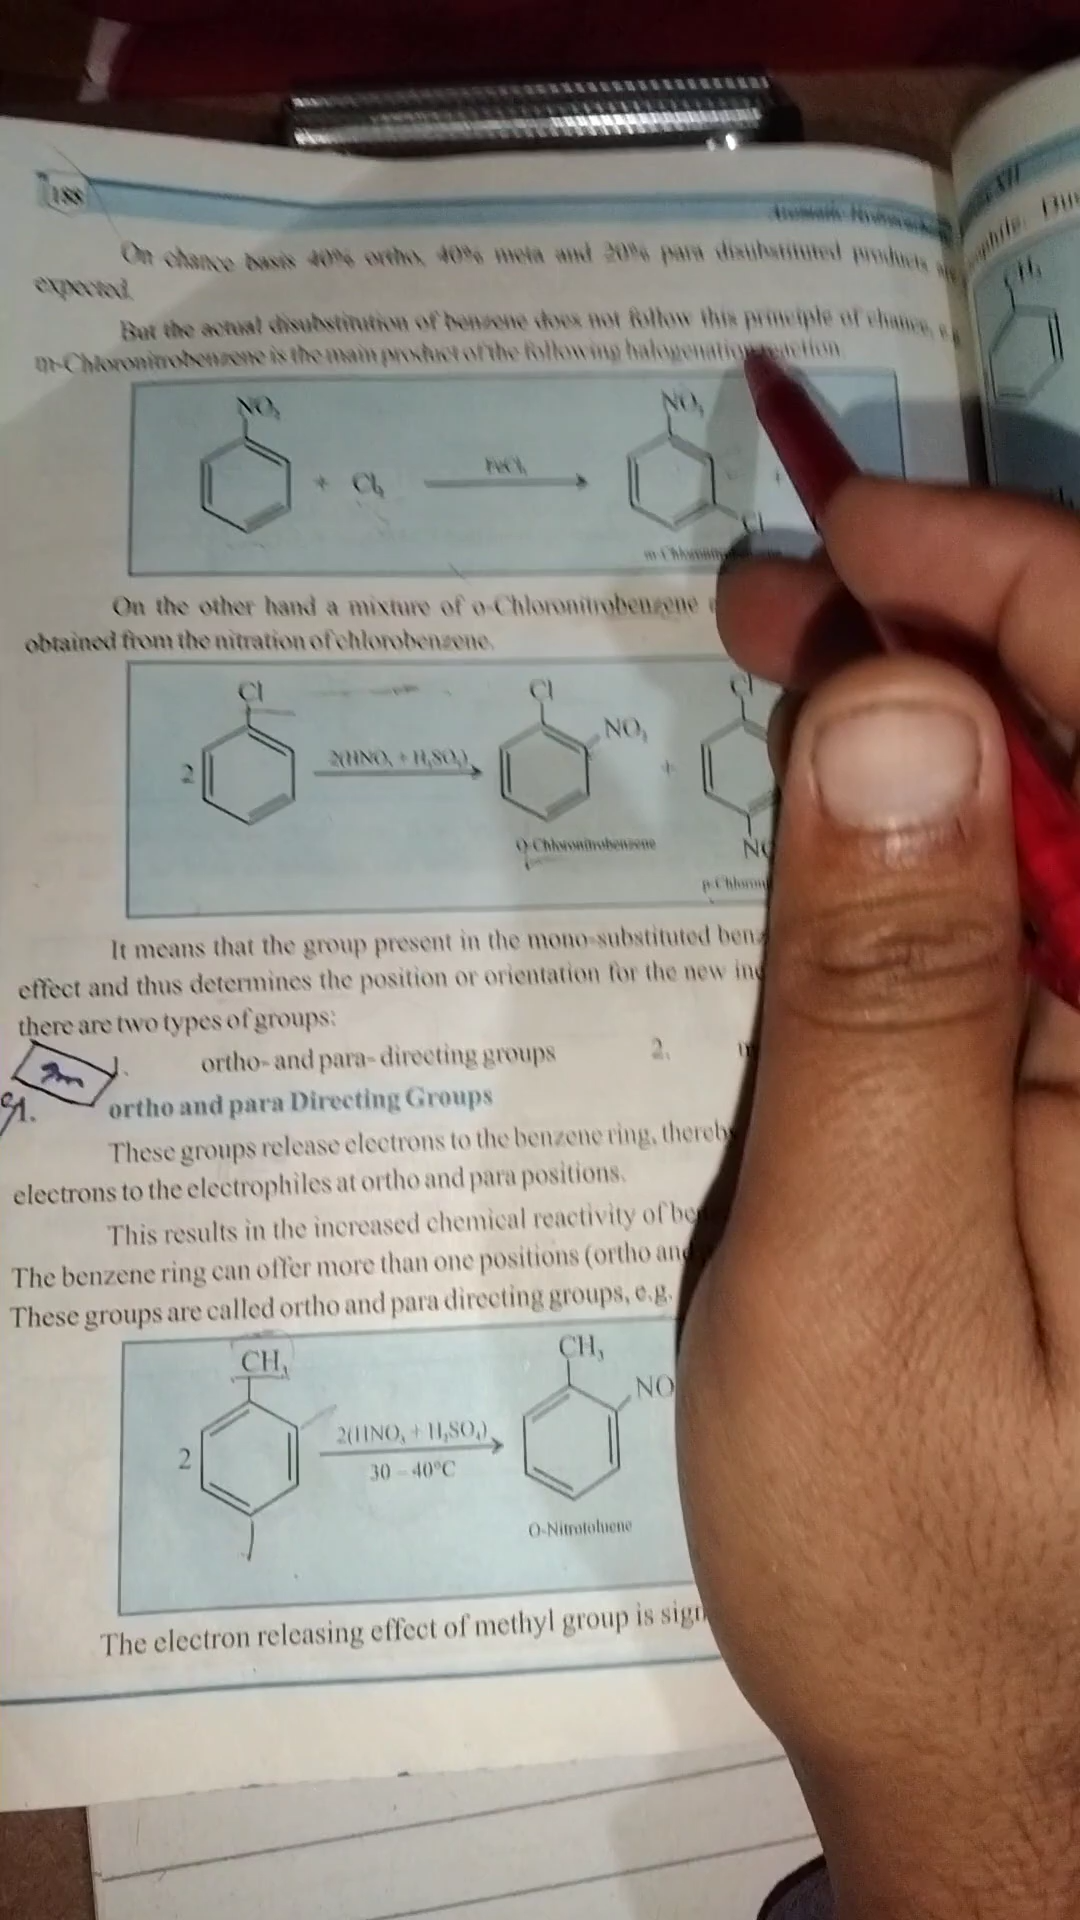 188
Aromatic
On chance basis 40% ortho, 40% meta and 20% para disubstituted products are
expected.
But the actual disubstitution of benzene does not follow this principle of chance, e.g.
m-Chloronitrobenzene is the main product of the following halogenation reaction
NO₂
+ Cl₂
FeCl₃
NO₂
+
Cl
On the other hand a mixture of o-Chloronitrobenzene
obtained from the nitration of chlorobenzene.
Cl
2
2(HNO₃ + H₂SO₄)
Cl
NO₂
+
Cl
O-Chloronitrobenzene
It means that the group present in the mono-substituted
effect and thus determines the position or orientation for the new
there are two types of groups:
1. ortho- and para- directing groups 2.
ortho and para Directing Groups
These groups release electrons to the benzene ring,
electrons to the electrophiles at ortho and para positions.
This results in the increased chemical reactivity of
The benzene ring can offer more than one positions (ortho and
These groups are called ortho and para directing groups, e.g.
CH₃
2
2(HNO₃ + H₂SO₄)
30 – 40°C
CH₃
NO
O-Nitrotoluene
The electron releasing effect of methyl group is
CH₃